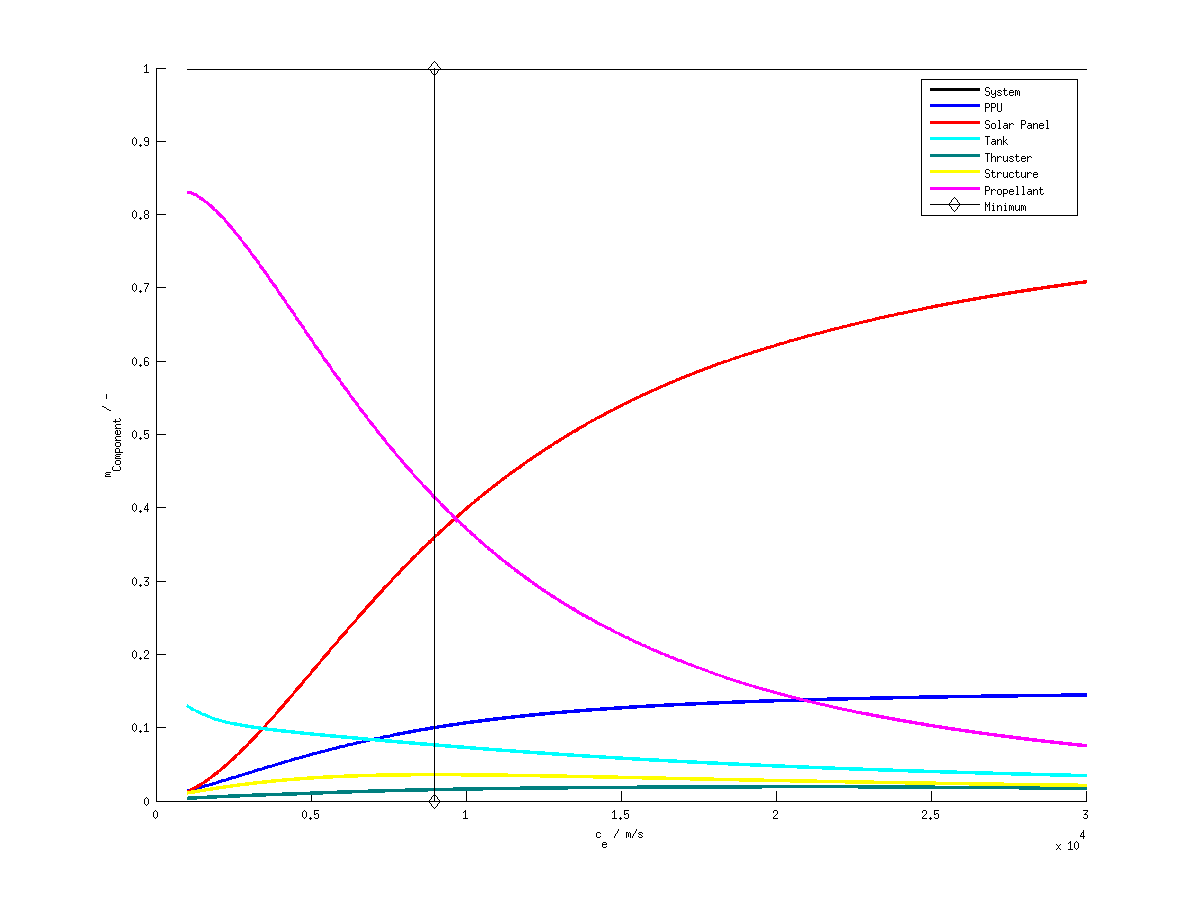 1
0.9
0.8
0.7
0.6
0.5
0.4
0.3
0.2
0.1
0
m_Component / -
System
PPU
Solar Panel
Tank
Thruster
Structure
Propellant
Minimum
0 0.5 1 1.5 2 2.5 3
c_e / m/s
x 10^4